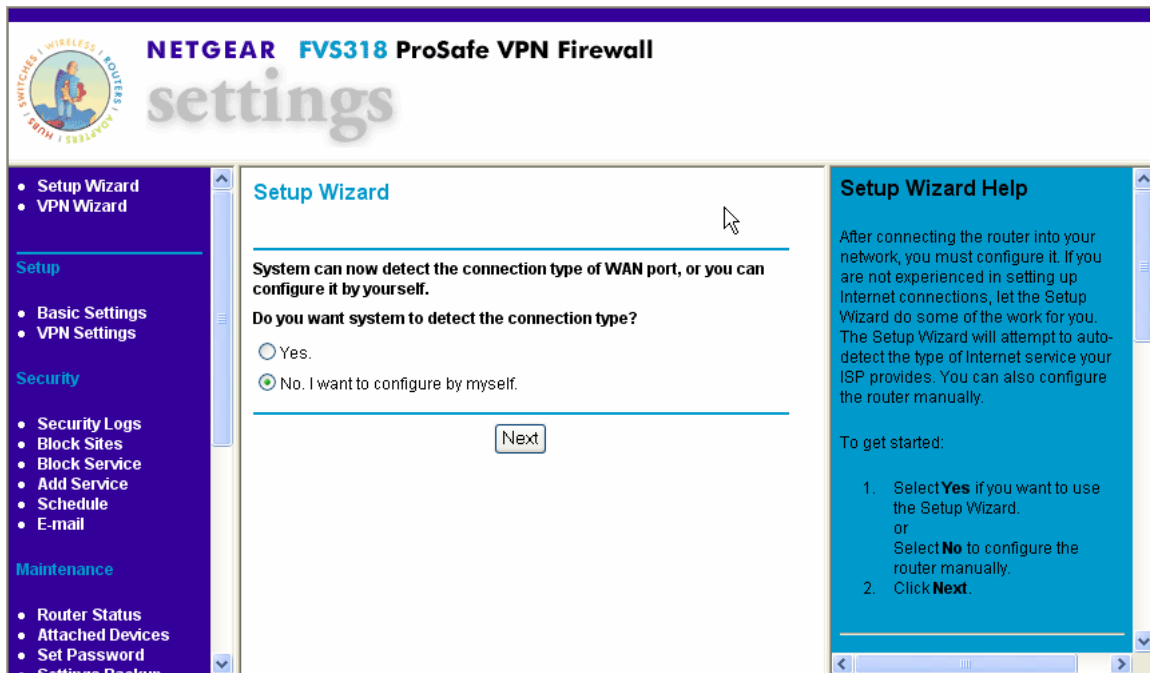 SWITCHES | WIRELESS | ROUTERS | ADAPTERS | HUBS |
NETGEAR FVS318 ProSafe VPN Firewall
settings
Setup Wizard
VPN Wizard
Setup
Basic Settings
VPN Settings
Security
Security Logs
Block Sites
Block Service
Add Service
Schedule
E-mail
Maintenance
Router Status
Attached Devices
Set Password
Settings Backup
Setup Wizard
System can now detect the connection type of WAN port, or you can
configure it by yourself.
Do you want system to detect the connection type?
Yes.
No. I want to configure by myself.
Next
Setup Wizard Help
After connecting the router into your
network, you must configure it. If you
are not experienced in setting up
Internet connections, let the Setup
Wizard do some of the work for you.
The Setup Wizard will attempt to auto-
detect the type of Internet service your
ISP provides. You can also configure
the router manually.
To get started:
1. Select Yes if you want to use
the Setup Wizard.
or
Select No to configure the
router manually.
2. Click Next.